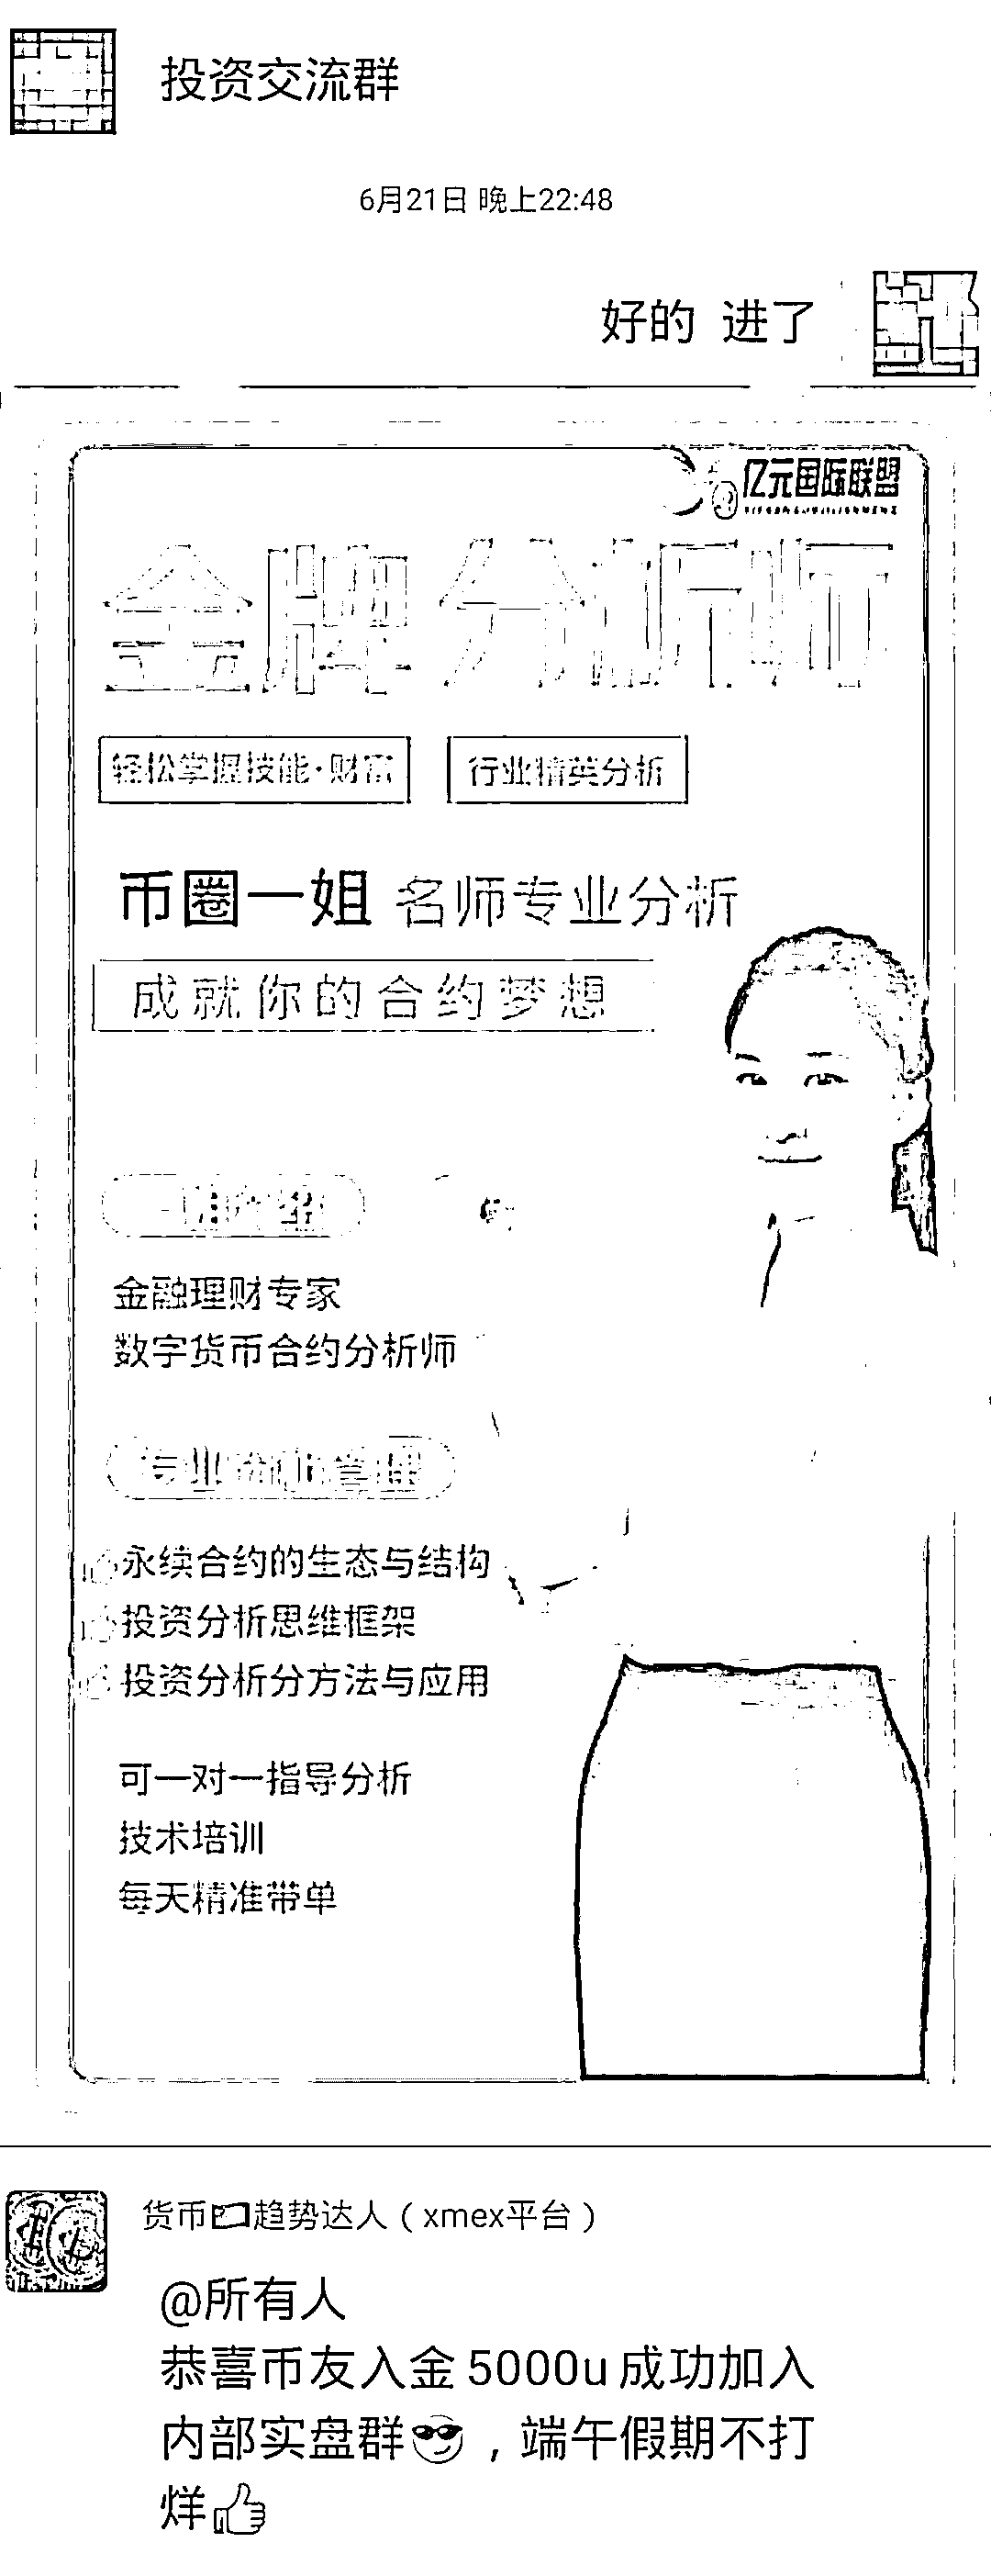 投资交流群
6月21日 晚上22:48
好的 进了
亿元国际联盟
金牌分析师
轻松掌握技能·财富
行业精英分析
币圈一姐 名师专业分析
成就你的合约梦想
金融理财专家
数字货币合约分析师
永续合约的生态与结构
投资分析思维框架
投资分析分方法与应用
可一对一指导分析
技术培训
每天精准带单
货币趋势达人（xmex平台）
@所有人
恭喜币友入金5000u成功加入
内部实盘群😎，端午假期不打
烊👍